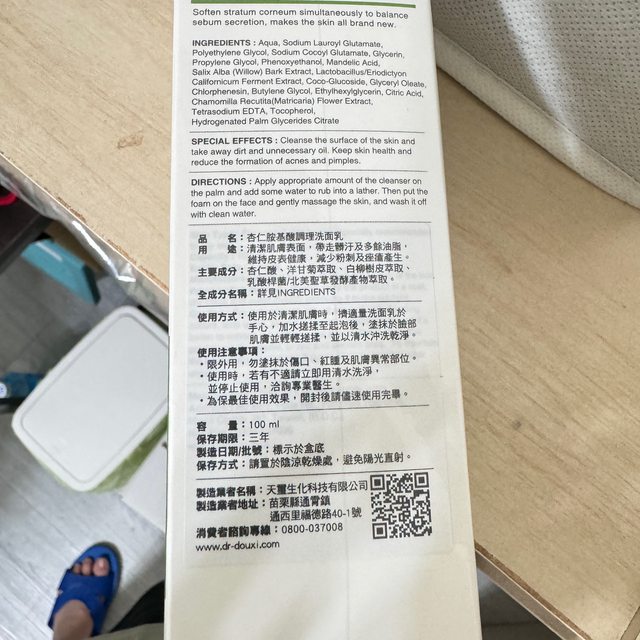 Soften stratum corneum simultaneously to balance
sebum secretion, makes the skin all brand new.
INGREDIENTS : Aqua, Sodium Lauroyl Glutamate,
Polyethylene Glycol, Sodium Cocoyl Glutamate, Glycerin,
Propylene Glycol, Phenoxyethanol, Mandelic Acid,
Salix Alba (Willow) Bark Extract, Lactobacillus/Eriodictyon
Californicum Ferment Extract, Coco-Glucoside, Glyceryl Oleate,
Chlorphenesin, Butylene Glycol, Ethylhexylglycerin, Citric Acid,
Chamomilla Recutita(Matricaria) Flower Extract,
Tetrasodium EDTA, Tocopherol,
Hydrogenated Palm Glycerides Citrate
SPECIAL EFFECTS : Cleanse the surface of the skin and
take away dirt and unnecessary oil. Keep skin health and
reduce the formation of acnes and pimples.
DIRECTIONS : Apply appropriate amount of the cleanser on
the palm and add some water to rub into a lather. Then put the
foam on the face and gently massage the skin, and wash it off
with clean water.
品 名：杏仁胺基酸調理洗面乳
用 途：清潔肌膚表面，帶走髒汙及多餘油脂，
維持皮表健康，減少粉刺及痤瘡產生。
主要成分：杏仁酸、洋甘菊萃取、白柳樹皮萃取、
乳酸桿菌/北美聖草發酵產物萃取。
全成分名稱：詳見INGREDIENTS
使用方式：使用於清潔肌膚時，擠適量洗面乳於
手心，加水搓揉至起泡後，塗抹於臉部
肌膚並輕輕搓揉，並以清水沖洗乾淨。
使用注意事項：
・限外用，勿塗抹於傷口、紅腫及肌膚異常部位。
・使用時，若有不適請立即用清水洗淨，
並停止使用，洽詢專業醫生。
・為保最佳使用效果，開封後請儘速使用完畢。
容 量：100 ml
保存期限：三年
製造日期/批號：標示於盒底
保存方式：請置於陰涼乾燥處，避免陽光直射。
製造業者名稱：天璽生化科技有限公司
製造業者地址：苗栗縣通霄鎮
通西里福德路40-1號
消費者諮詢專線：0800-037008
www.dr-douxi.com